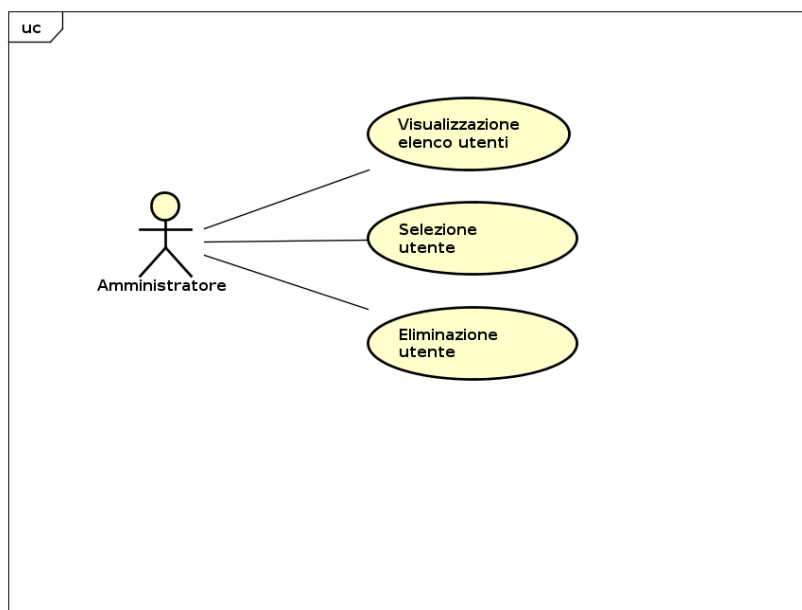 uc
Visualizzazione
elenco utenti
Selezione
utente
Amministratore
Eliminazione
utente